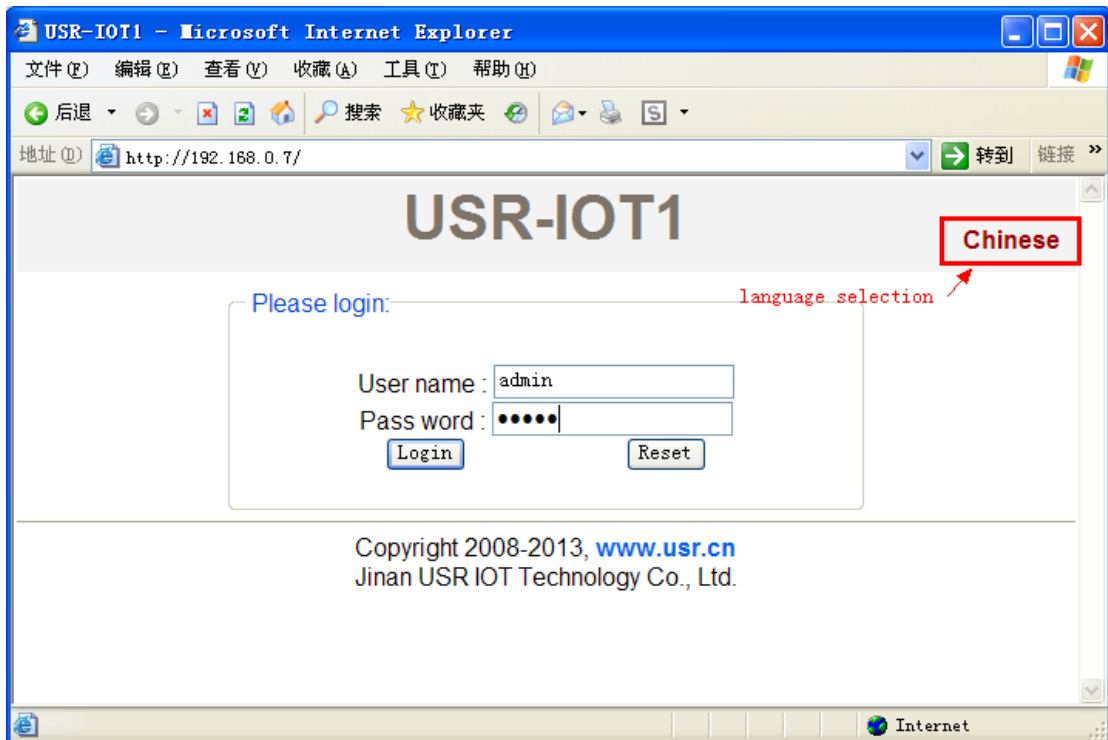 USR-IOT1 - Microsoft Internet Explorer
文件(F) 编辑(E) 查看(V) 收藏(A) 工具(T) 帮助(H)
后退 搜索 收藏夹
地址(D) http://192.168.0.7/ 转到 链接 »
USR-IOT1
Chinese
language selection
Please login:
User name : admin
Pass word : •••••
Login Reset
Copyright 2008-2013, www.usr.cn
Jinan USR IOT Technology Co., Ltd.
Internet